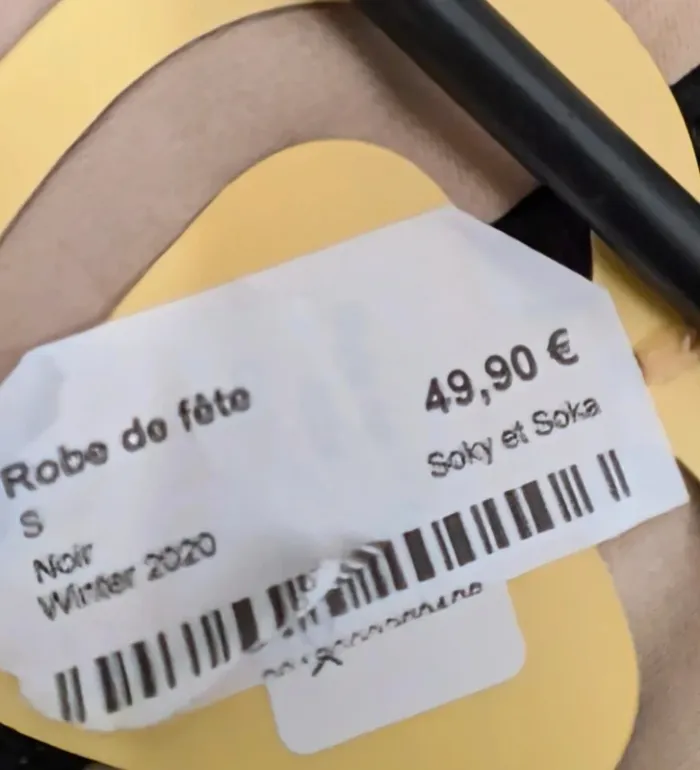 Robe de fête
49,90 €
S
Soky et Soka
Noir
Winter 2020